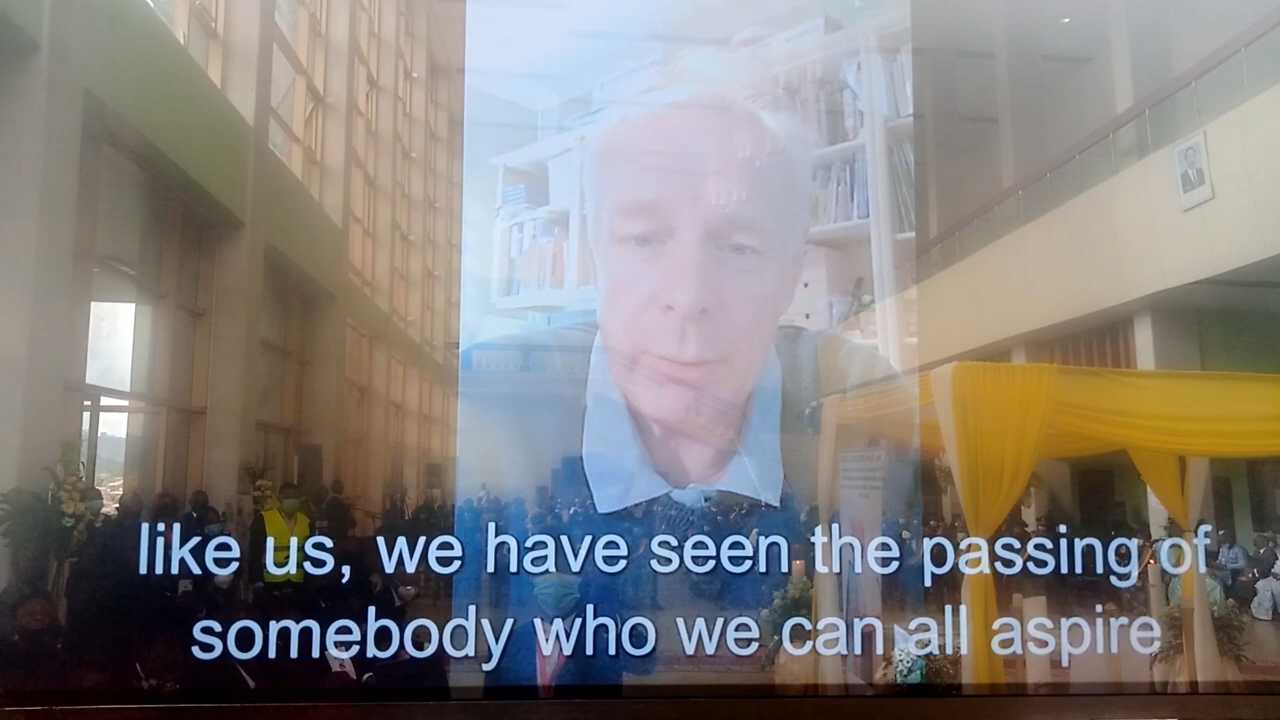 like us, we have seen the passing of
somebody who we can all aspire